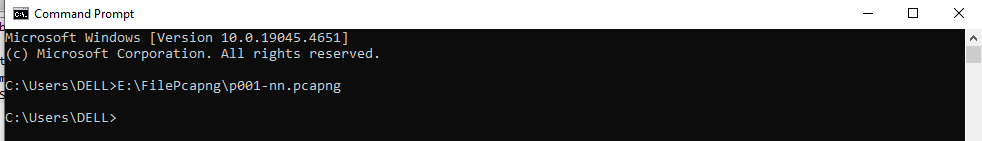 Command Prompt
Microsoft Windows [Version 10.0.19045.4651]
(c) Microsoft Corporation. All rights reserved.
C:\Users\DELL>E:\FilePcapng\p001-nn.pcapng
C:\Users\DELL>